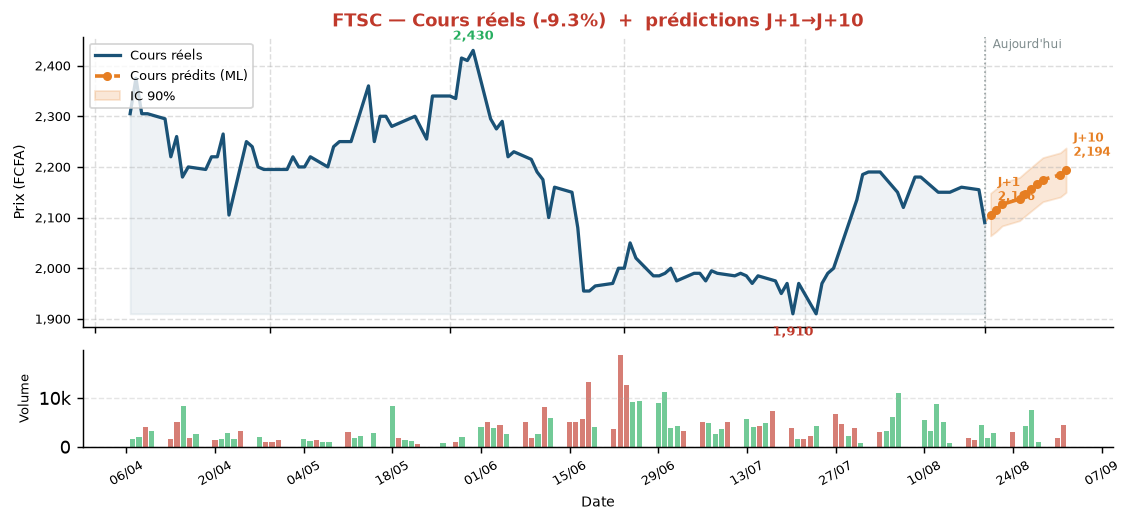 FTSC — Cours réels (-9.3%) + prédictions J+1→J+10
2,430
Aujourd'hui
Cours réels
Cours prédits (ML)
IC 90%
J+10
2,194
J+1
1,910
Prix (FCFA)
2,400
2,300
2,200
2,100
2,000
1,900
Volume
10k
0
06/04
20/04
04/05
18/05
01/06
15/06
29/06
13/07
27/07
10/08
24/08
07/09
Date